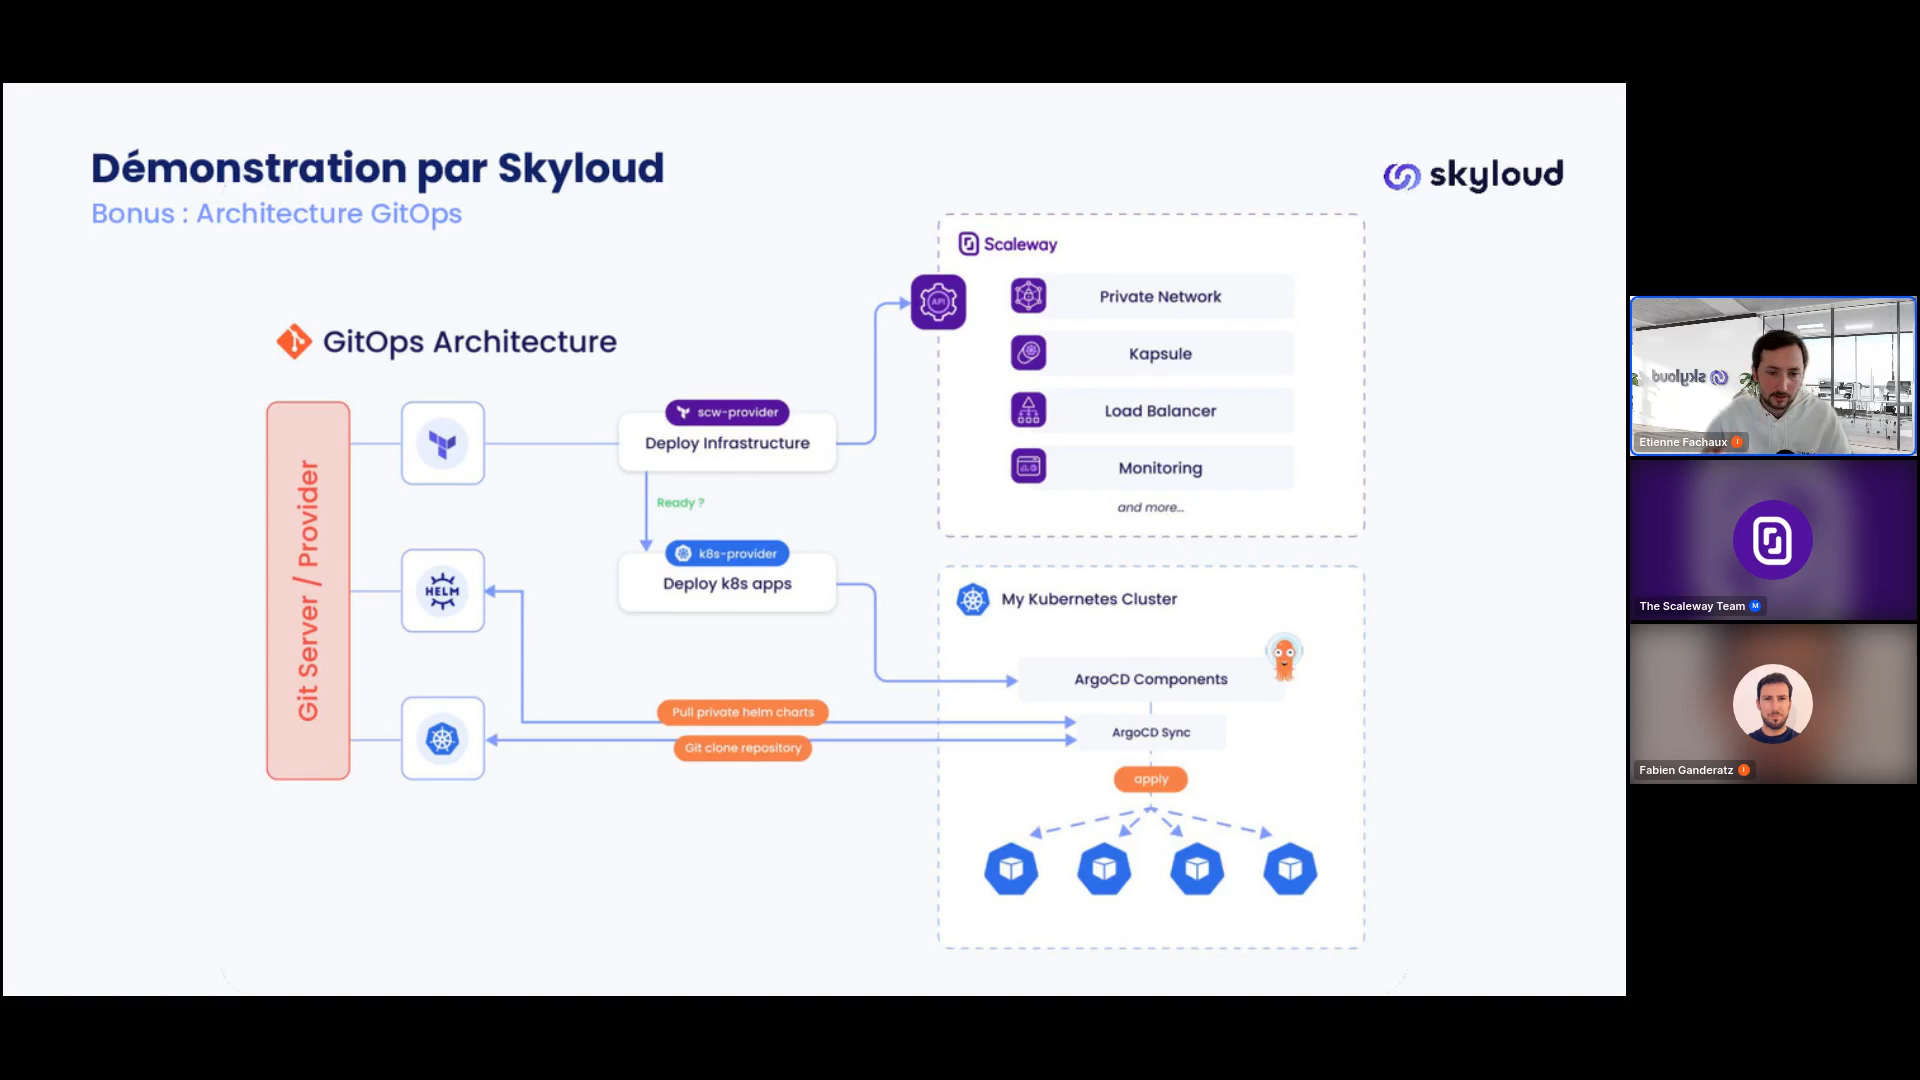 Démonstration par Skyloud
Bonus : Architecture GitOps
skyloud
GitOps Architecture
Git Server / Provider
HELM
scw-provider
Deploy Infrastructure
Ready ?
k8s-provider
Deploy k8s apps
Pull private helm charts
Git clone repository
API
Scaleway
Private Network
Kapsule
Load Balancer
Monitoring
and more...
My Kubernetes Cluster
ArgoCD Components
ArgoCD Sync
apply
skyloud
Etienne Fachaux
The Scaleway Team M
Fabien Ganderatz